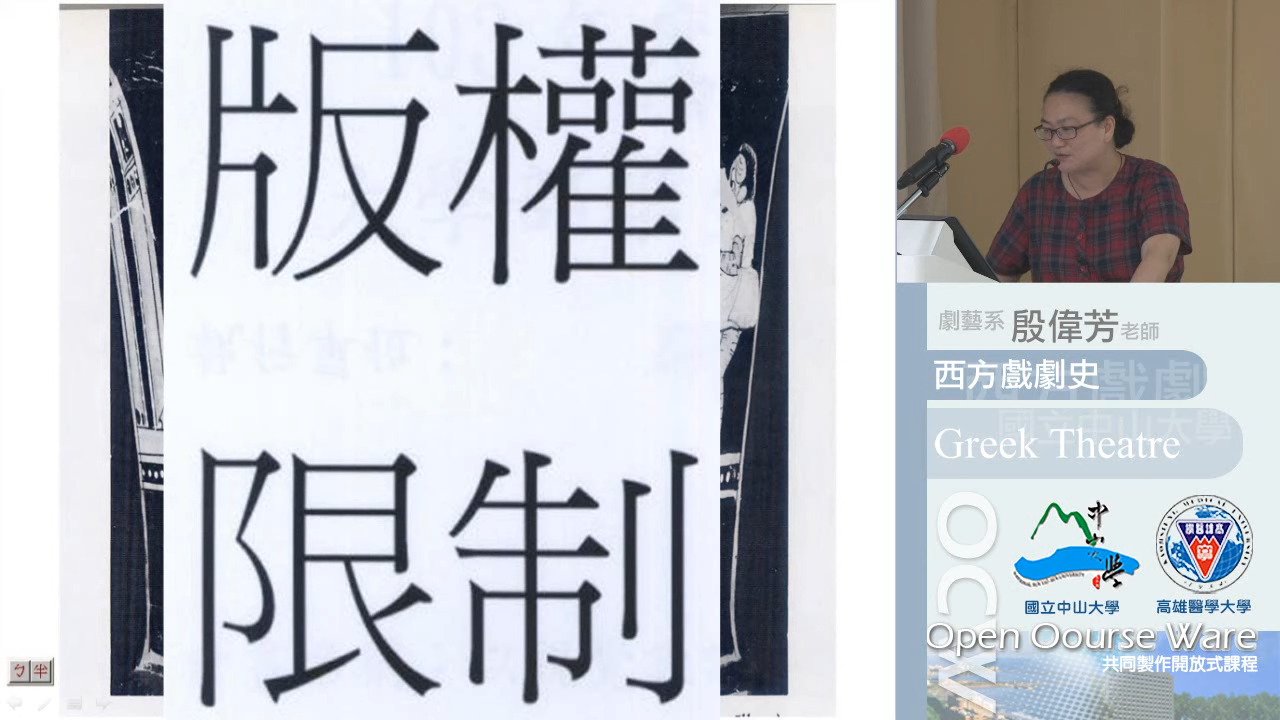 版權
限制
ㄅ半
劇藝系 殷偉芳 老師
西方戲劇史
Greek Theatre
OCW
國立中山大學
高雄醫學大學
Open Oourse Ware
共同製作開放式課程